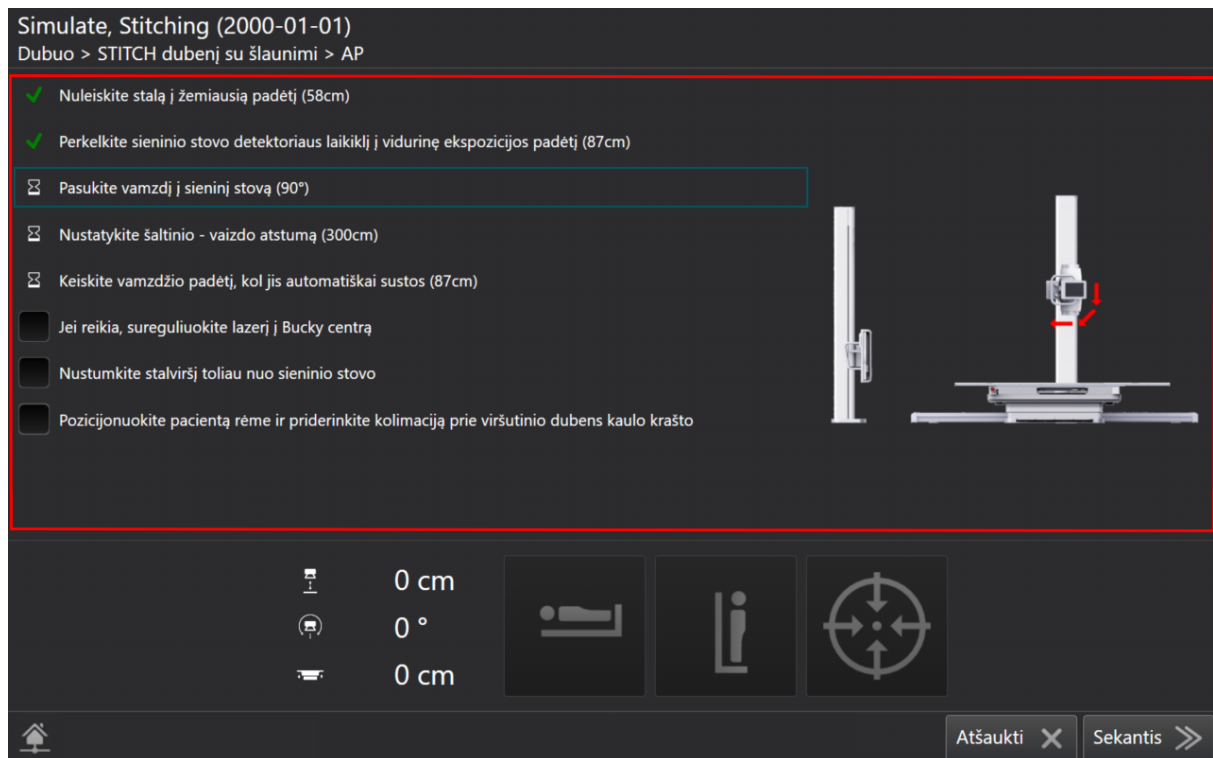 Simulate, Stitching (2000-01-01)
Dubuo > STITCH dubenį su šlaunimi > AP
Nuleiskite stalą į žemiausią padėtį (58cm)
Perkelkite sieninio stovo detektoriaus laikiklį į vidurinę ekspozicijos padėtį (87cm)
Pasukite vamzdį į sieninį stovą (90°)
Nustatykite šaltinio - vaizdo atstumą (300cm)
Keiskite vamzdžio padėtį, kol jis automatiškai sustos (87cm)
Jei reikia, sureguliuokite lazerį į Bucky centrą
Nustumkite stalviršį toliau nuo sieninio stovo
Pozicijonuokite pacientą rėme ir priderinkite kolimaciją prie viršutinio dubens kaulo krašto
0 cm
0 °
0 cm
Atšaukti
Sekantis